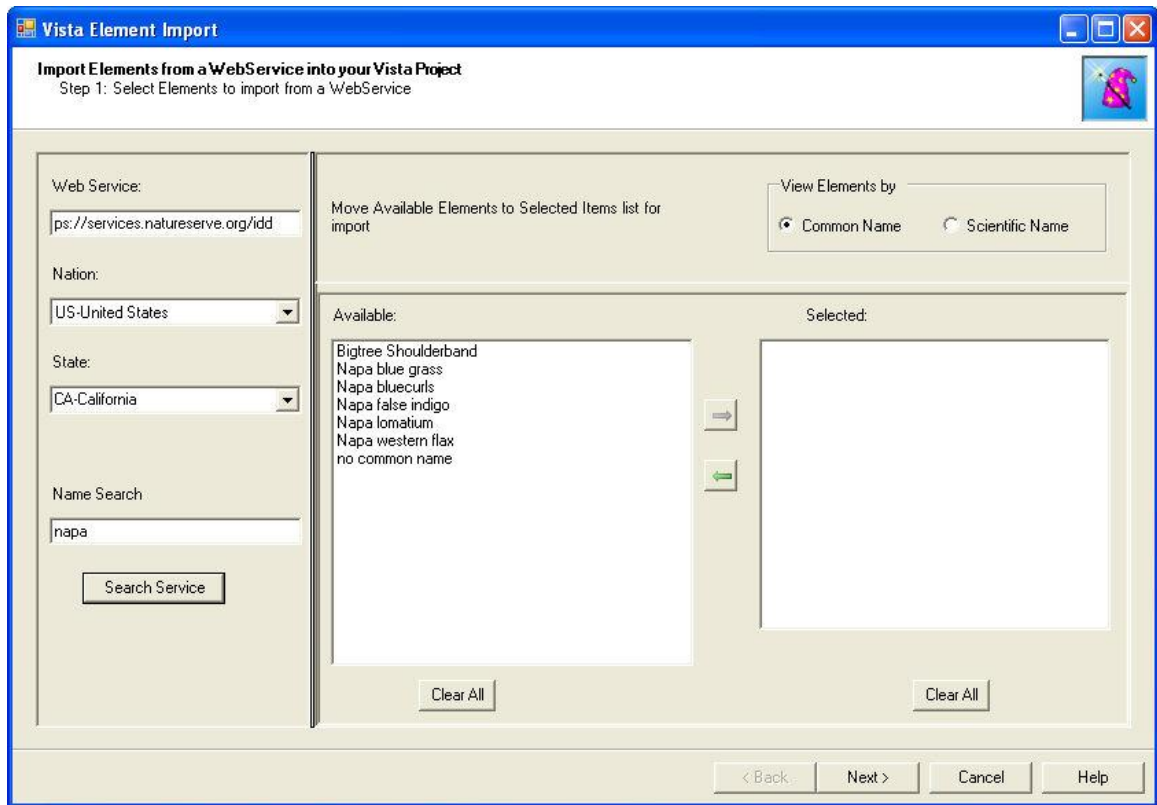 Vista Element Import
Import Elements from a WebService into your Vista Project
Step 1: Select Elements to import from a WebService
Web Service:
ps://services.natureserve.org/idd
Nation:
US-United States
State:
CA-California
Name Search
napa
Search Service
Move Available Elements to Selected Items list for
import
View Elements by
Common Name
Scientific Name
Available:
Bigtree Shoulderband
Napa blue grass
Napa bluecurls
Napa false indigo
Napa lomatium
Napa western flax
no common name
Clear All
Selected:
Clear All
< Back
Next >
Cancel
Help